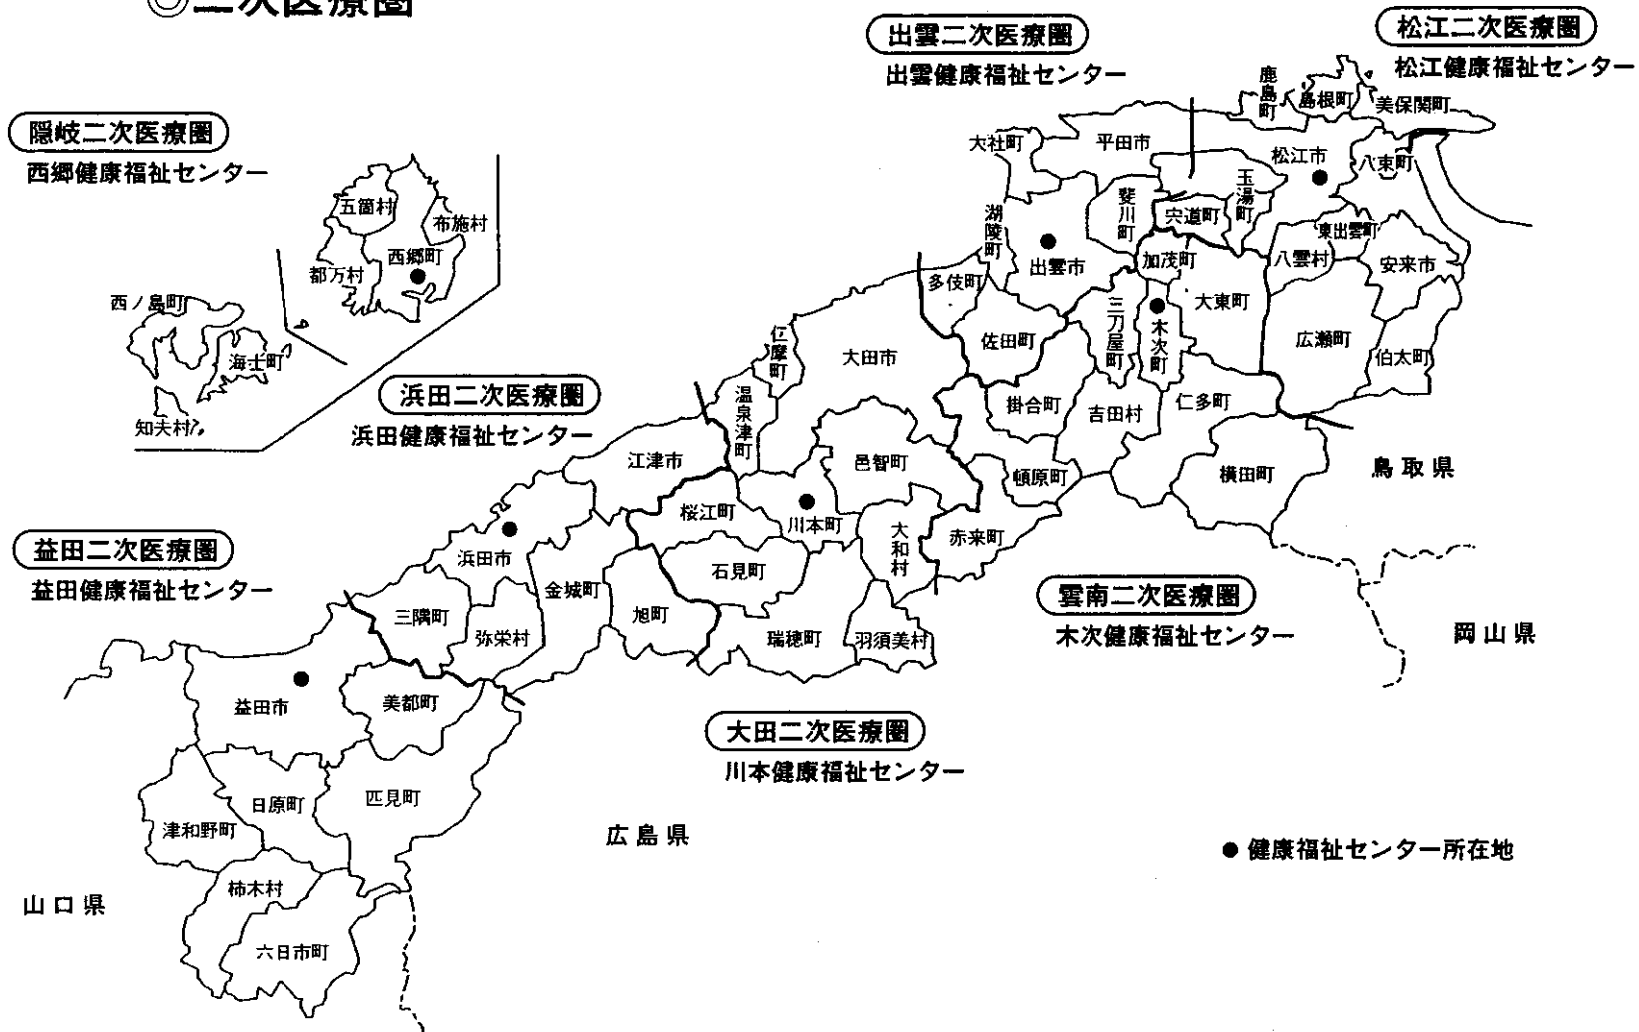 ◎二次医療圏
出雲二次医療圏
出雲健康福祉センター
松江二次医療圏
松江健康福祉センター
隠岐二次医療圏
西郷健康福祉センター
五箇村
布施村
都万村
西郷町
西ノ島町
海士町
知夫村
鹿島町
島根町
美保関町
大社町
平田市
松江市
八束町
玉湯町
斐川町
宍道町
湖陵町
出雲市
加茂町
東出雲町
八雲村
安来市
多伎町
大東町
佐田町
三刀屋町
木次町
広瀬町
伯太町
仁摩町
大田市
温泉津町
掛合町
吉田村
仁多町
横田町
頓原町
赤来町
鳥取県
岡山県
浜田二次医療圏
浜田健康福祉センター
江津市
邑智町
桜江町
川本町
大和村
石見町
瑞穂町
羽須美村
浜田市
金城町
旭町
三隅町
弥栄村
雲南二次医療圏
木次健康福祉センター
益田二次医療圏
益田健康福祉センター
益田市
美都町
大田二次医療圏
川本健康福祉センター
匹見町
日原町
津和野町
柿木村
六日市町
広島県
山口県
● 健康福祉センター所在地